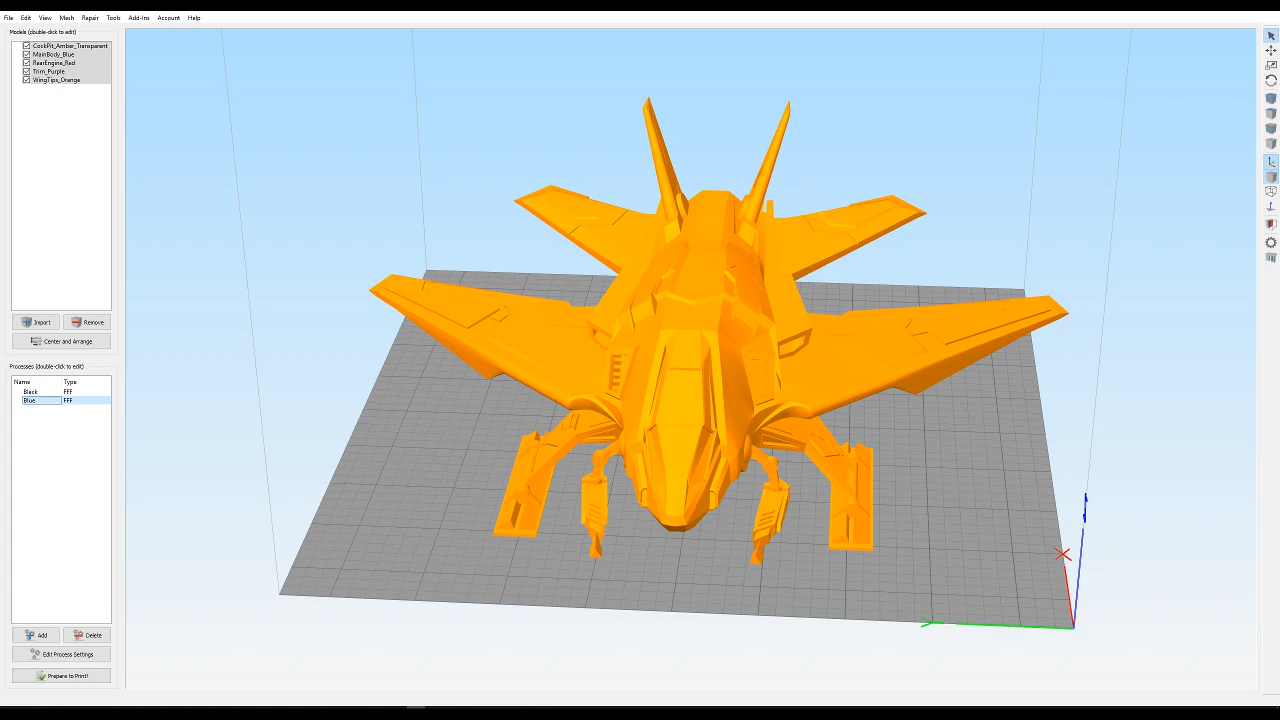 File Edit View Mesh Repair Tools Add-Ins Account Help
Models (double-click to edit)
CockPit_Amber_Transparent
MainBody_Blue
RearEngine_Red
Trim_Purple
WingTips_Orange
Import Remove
Center and Arrange
Processes (double-click to edit)
Name Type
Black FFF
Blue FFF
Add Delete
Edit Process Settings
Prepare to Print!